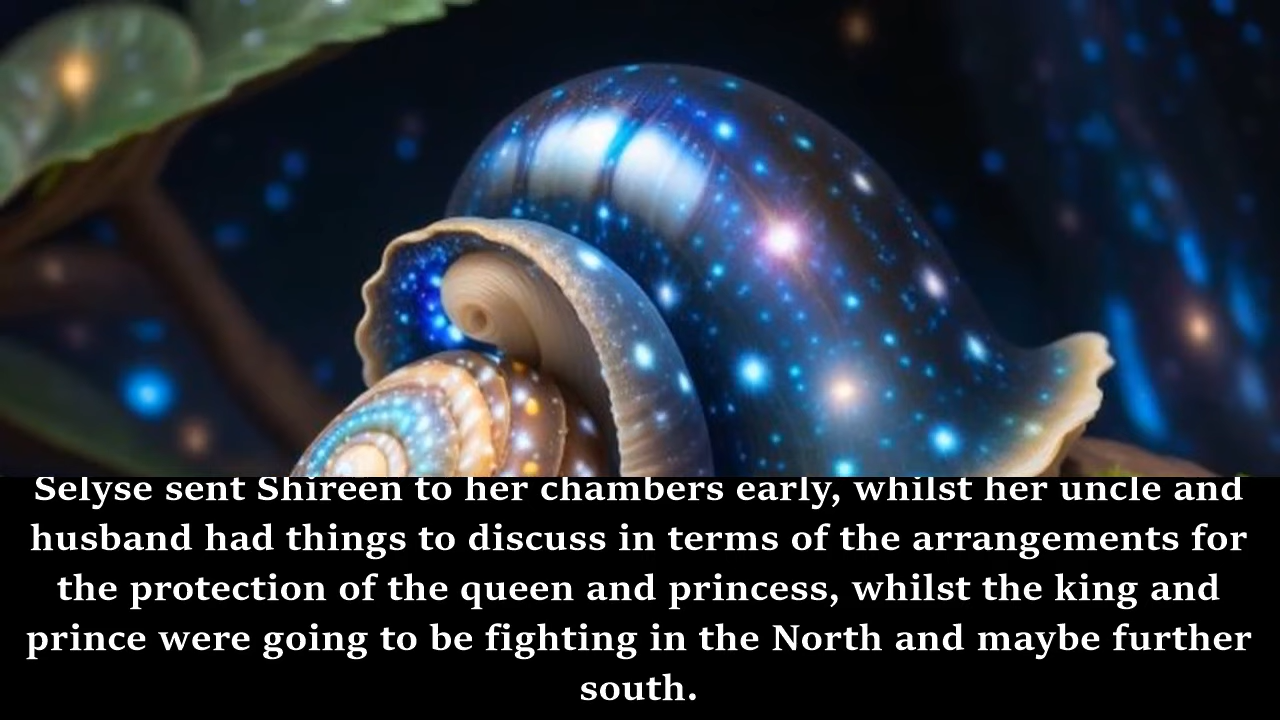 Selyse sent Shireen to her chambers early, whilst her uncle and
husband had things to discuss in terms of the arrangements for
the protection of the queen and princess, whilst the king and
prince were going to be fighting in the North and maybe further
south.